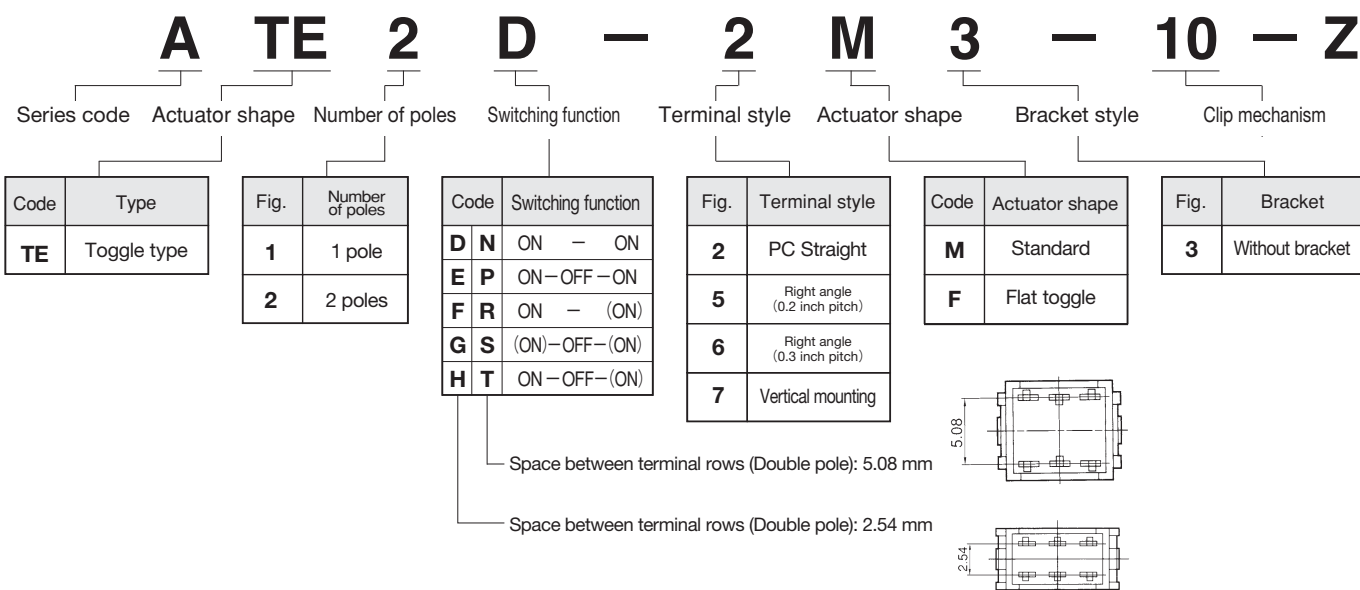 A TE 2 D − 2 M 3 − 10 − Z
Series code Actuator shape Number of poles Switching function Terminal style Actuator shape Bracket style Clip mechanism
Code Type
TE Toggle type
Fig. Number of poles
1 1 pole
2 2 poles
Code Switching function
D N ON − ON
E P ON−OFF−ON
F R ON − (ON)
G S (ON)−OFF−(ON)
H T ON−OFF−(ON)
Fig. Terminal style
2 PC Straight
5 Right angle
(0.2 inch pitch)
6 Right angle
(0.3 inch pitch)
7 Vertical mounting
Code Actuator shape
M Standard
F Flat toggle
Fig. Bracket
3 Without bracket
5.08
Space between terminal rows (Double pole): 5.08 mm
Space between terminal rows (Double pole): 2.54 mm
2.54